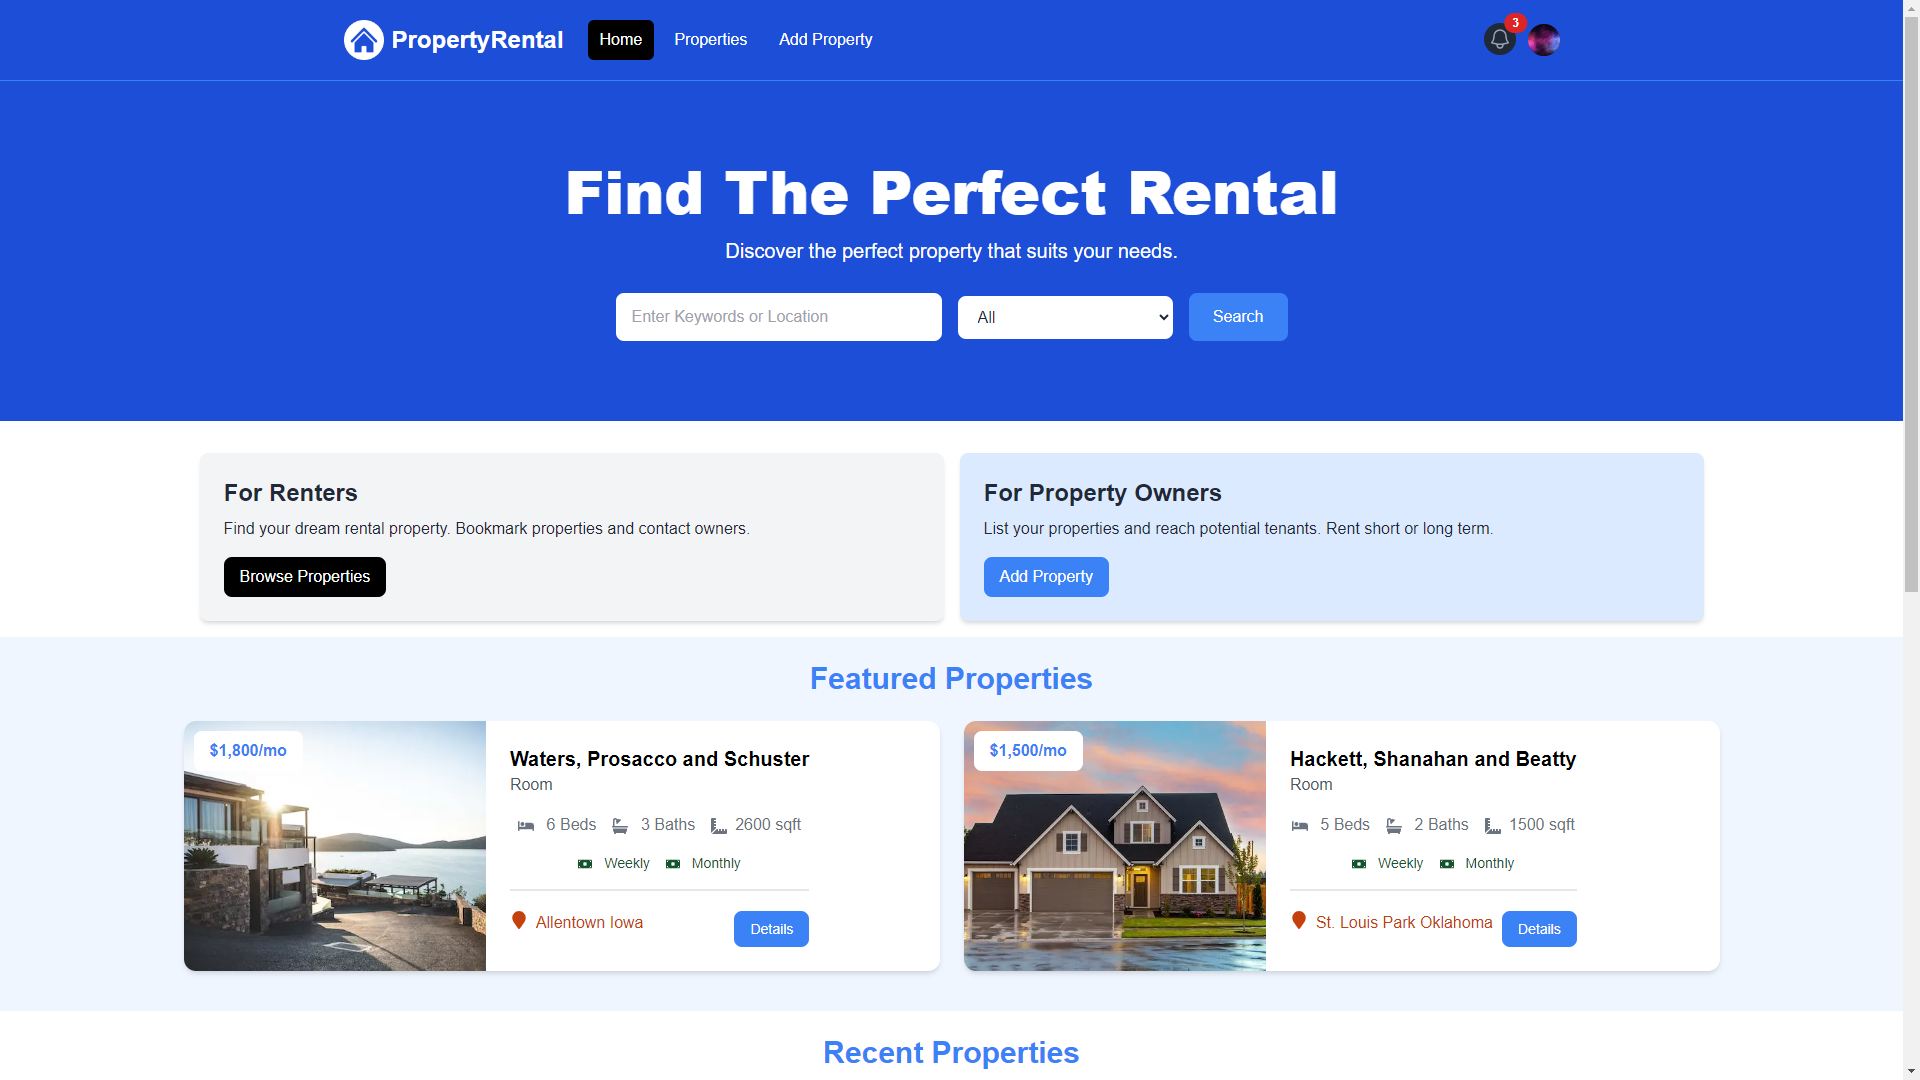 PropertyRental
Home
Properties
Add Property
3
Find The Perfect Rental
Discover the perfect property that suits your needs.
Enter Keywords or Location
All
Search
For Renters
Find your dream rental property. Bookmark properties and contact owners.
Browse Properties
For Property Owners
List your properties and reach potential tenants. Rent short or long term.
Add Property
Featured Properties
$1,800/mo
Waters, Prosacco and Schuster
Room
6 Beds 3 Baths 2600 sqft
Weekly Monthly
Allentown Iowa
Details
$1,500/mo
Hackett, Shanahan and Beatty
Room
5 Beds 2 Baths 1500 sqft
Weekly Monthly
St. Louis Park Oklahoma
Details
Recent Properties